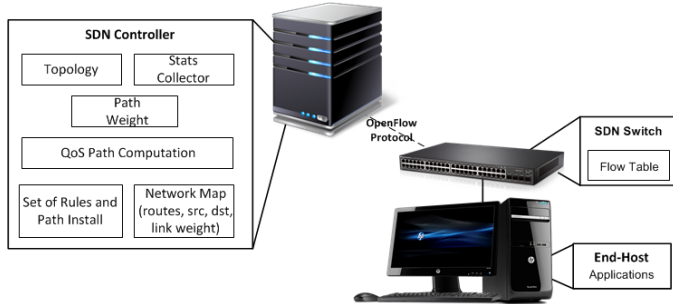 SDN Controller
Topology
Stats
Collector
Path
Weight
QoS Path Computation
Set of Rules and
Path Install
Network Map
(routes, src, dst,
link weight)
OpenFlow
Protocol
SDN Switch
Flow Table
End-Host
Applications